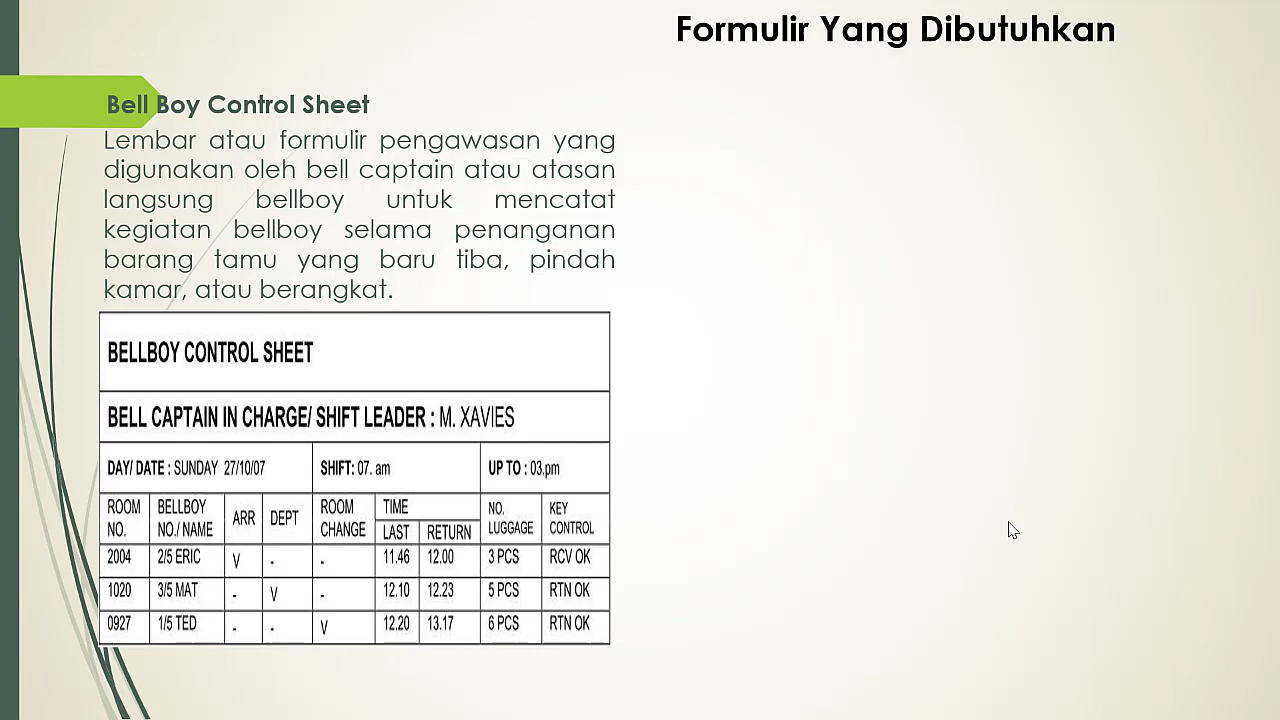 Formulir Yang Dibutuhkan
Bell Boy Control Sheet
Lembar atau formulir pengawasan yang
digunakan oleh bell captain atau atasan
langsung bellboy untuk mencatat
kegiatan bellboy selama penanganan
barang tamu yang baru tiba, pindah
kamar, atau berangkat.
BELLBOY CONTROL SHEET
BELL CAPTAIN IN CHARGE/ SHIFT LEADER : M. XAVIES
DAY/ DATE : SUNDAY 27/10/07 SHIFT: 07. am UP TO : 03.pm
ROOM NO. BELLBOY NO./ NAME ARR DEPT ROOM CHANGE TIME LAST RETURN NO. LUGGAGE KEY CONTROL
2004 2/5 ERIC V - - 11.46 12.00 3 PCS RCV OK
1020 3/5 MAT - V - 12.10 12.23 5 PCS RTN OK
0927 1/5 TED - - V 12.20 13.17 6 PCS RTN OK